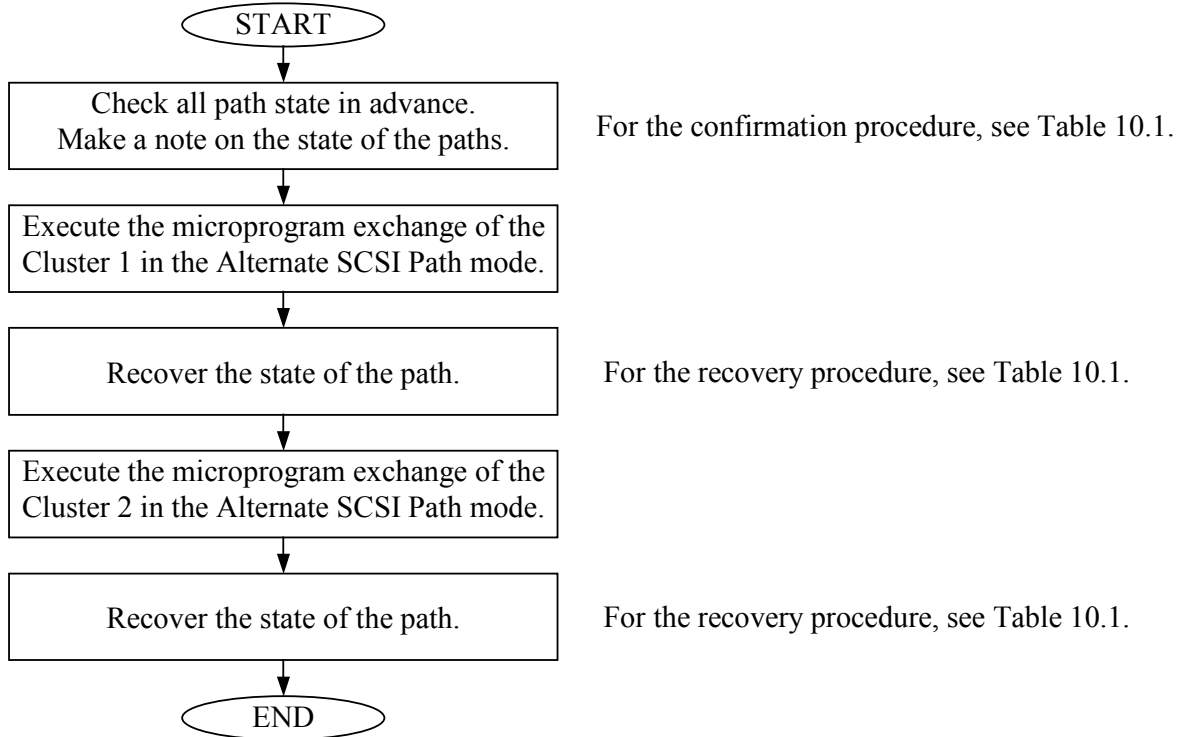 START
Check all path state in advance.
Make a note on the state of the paths.
For the confirmation procedure, see Table 10.1.
Execute the microprogram exchange of the
Cluster 1 in the Alternate SCSI Path mode.
Recover the state of the path.
For the recovery procedure, see Table 10.1.
Execute the microprogram exchange of the
Cluster 2 in the Alternate SCSI Path mode.
Recover the state of the path.
For the recovery procedure, see Table 10.1.
END